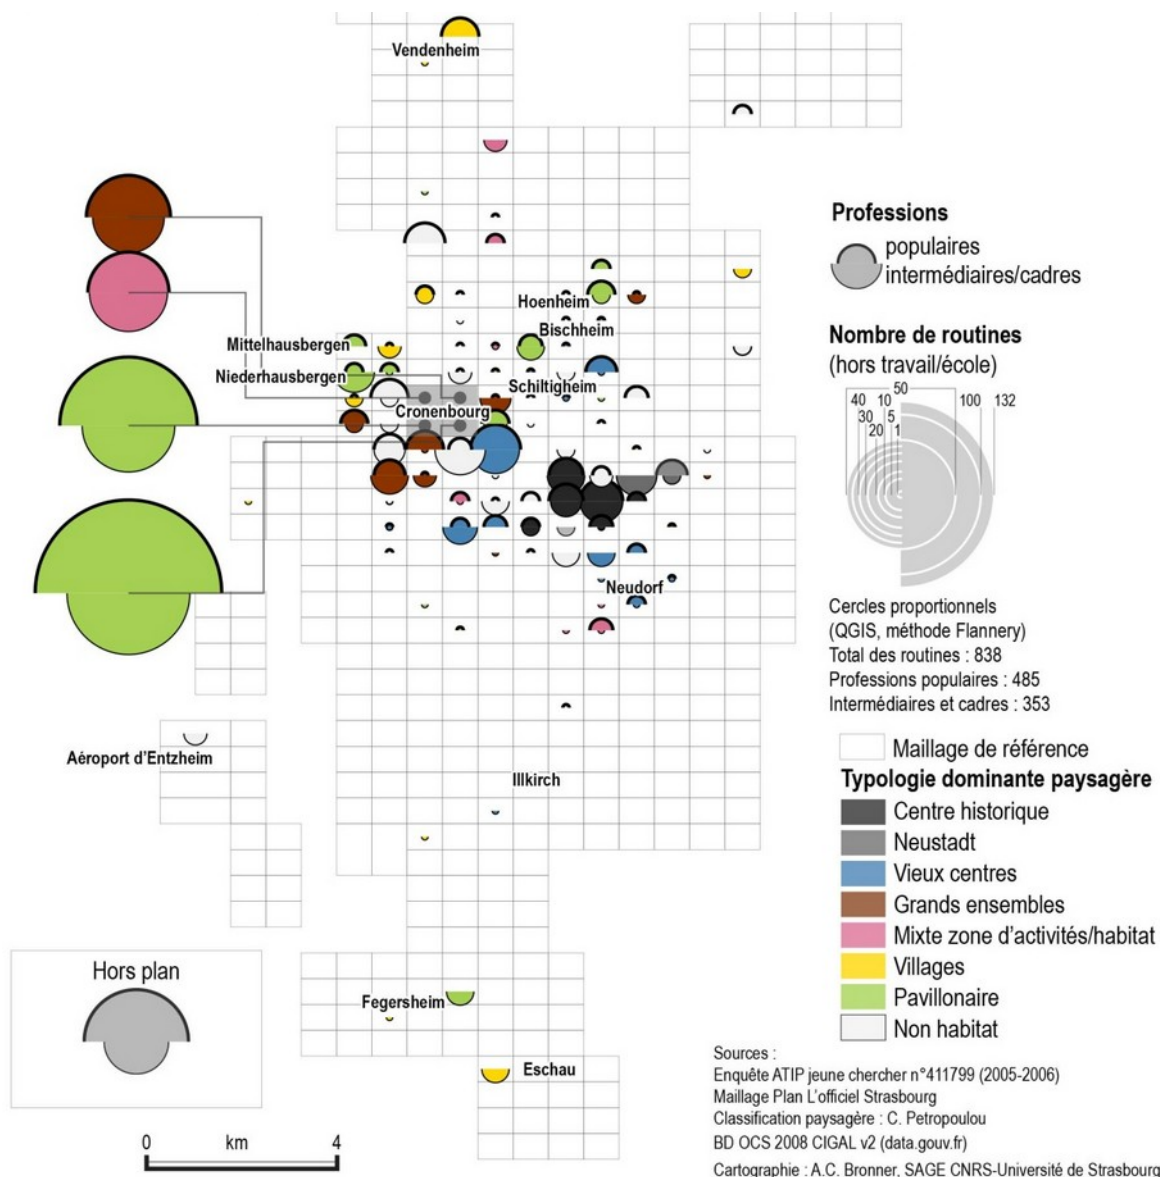 Vendenheim
Professions
populaires
intermédiaires/cadres
Hoenheim
Bischheim
Mittelhausbergen
Niederhausbergen
Schiltigheim
Cronenbourg
Nombre de routines
(hors travail/école)
50
40 10 100 132
30 5
20 1
Neudorf
Cercles proportionnels
(QGIS, méthode Flannery)
Total des routines : 838
Professions populaires : 485
Intermédiaires et cadres : 353
Aéroport d'Entzheim
Illkirch
Maillage de référence
Typologie dominante paysagère
Centre historique
Neustadt
Vieux centres
Grands ensembles
Mixte zone d'activités/habitat
Villages
Pavillonaire
Non habitat
Hors plan
Fegersheim
Eschau
Sources :
Enquête ATIP jeune chercher n°411799 (2005-2006)
Maillage Plan L'officiel Strasbourg
Classification paysagère : C. Petropoulou
BD OCS 2008 CIGAL v2 (data.gouv.fr)
Cartographie : A.C. Bronner, SAGE CNRS-Université de Strasbourg
0 km 4